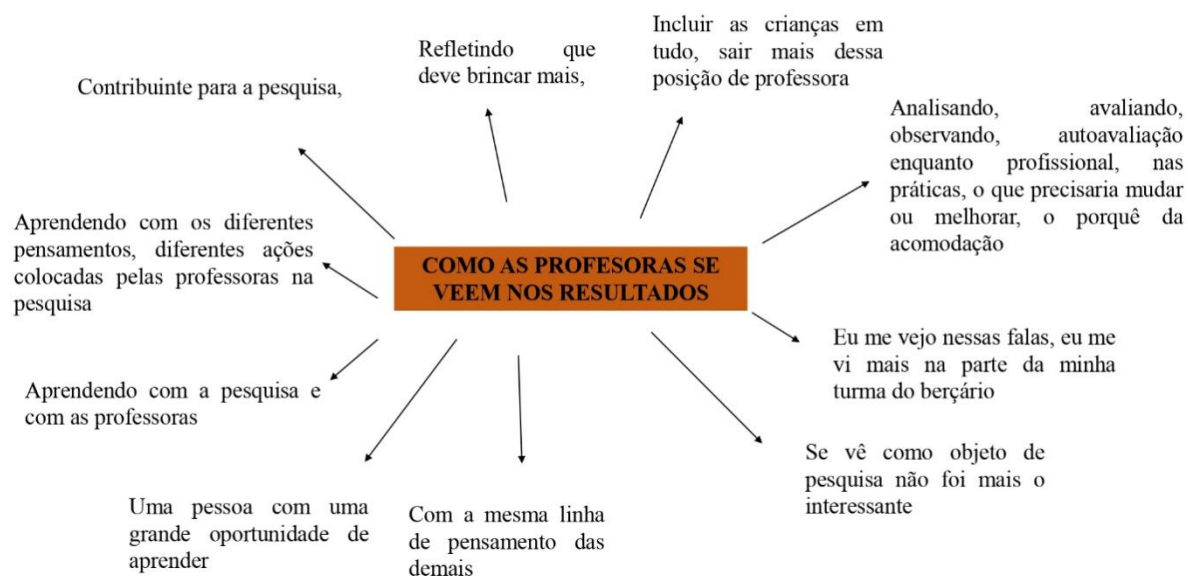 Contribuinte para a pesquisa,
Refletindo que
deve brincar mais,
Incluir as crianças em
tudo, sair mais dessa
posição de professora
Analisando, avaliando,
observando, autoavaliação
enquanto profissional, nas
práticas, o que precisaria mudar
ou melhorar, o porquê da
acomodação
Aprendendo com os diferentes
pensamentos, diferentes ações
colocadas pelas professoras na
pesquisa
COMO AS PROFESORAS SE
VEEM NOS RESULTADOS
Eu me vejo nessas falas, eu me
vi mais na parte da minha
turma do berçário
Aprendendo com a pesquisa e
com as professoras
Se vê como objeto de
pesquisa não foi mais o
interessante
Uma pessoa com uma
grande oportunidade de
aprender
Com a mesma linha
de pensamento das
demais